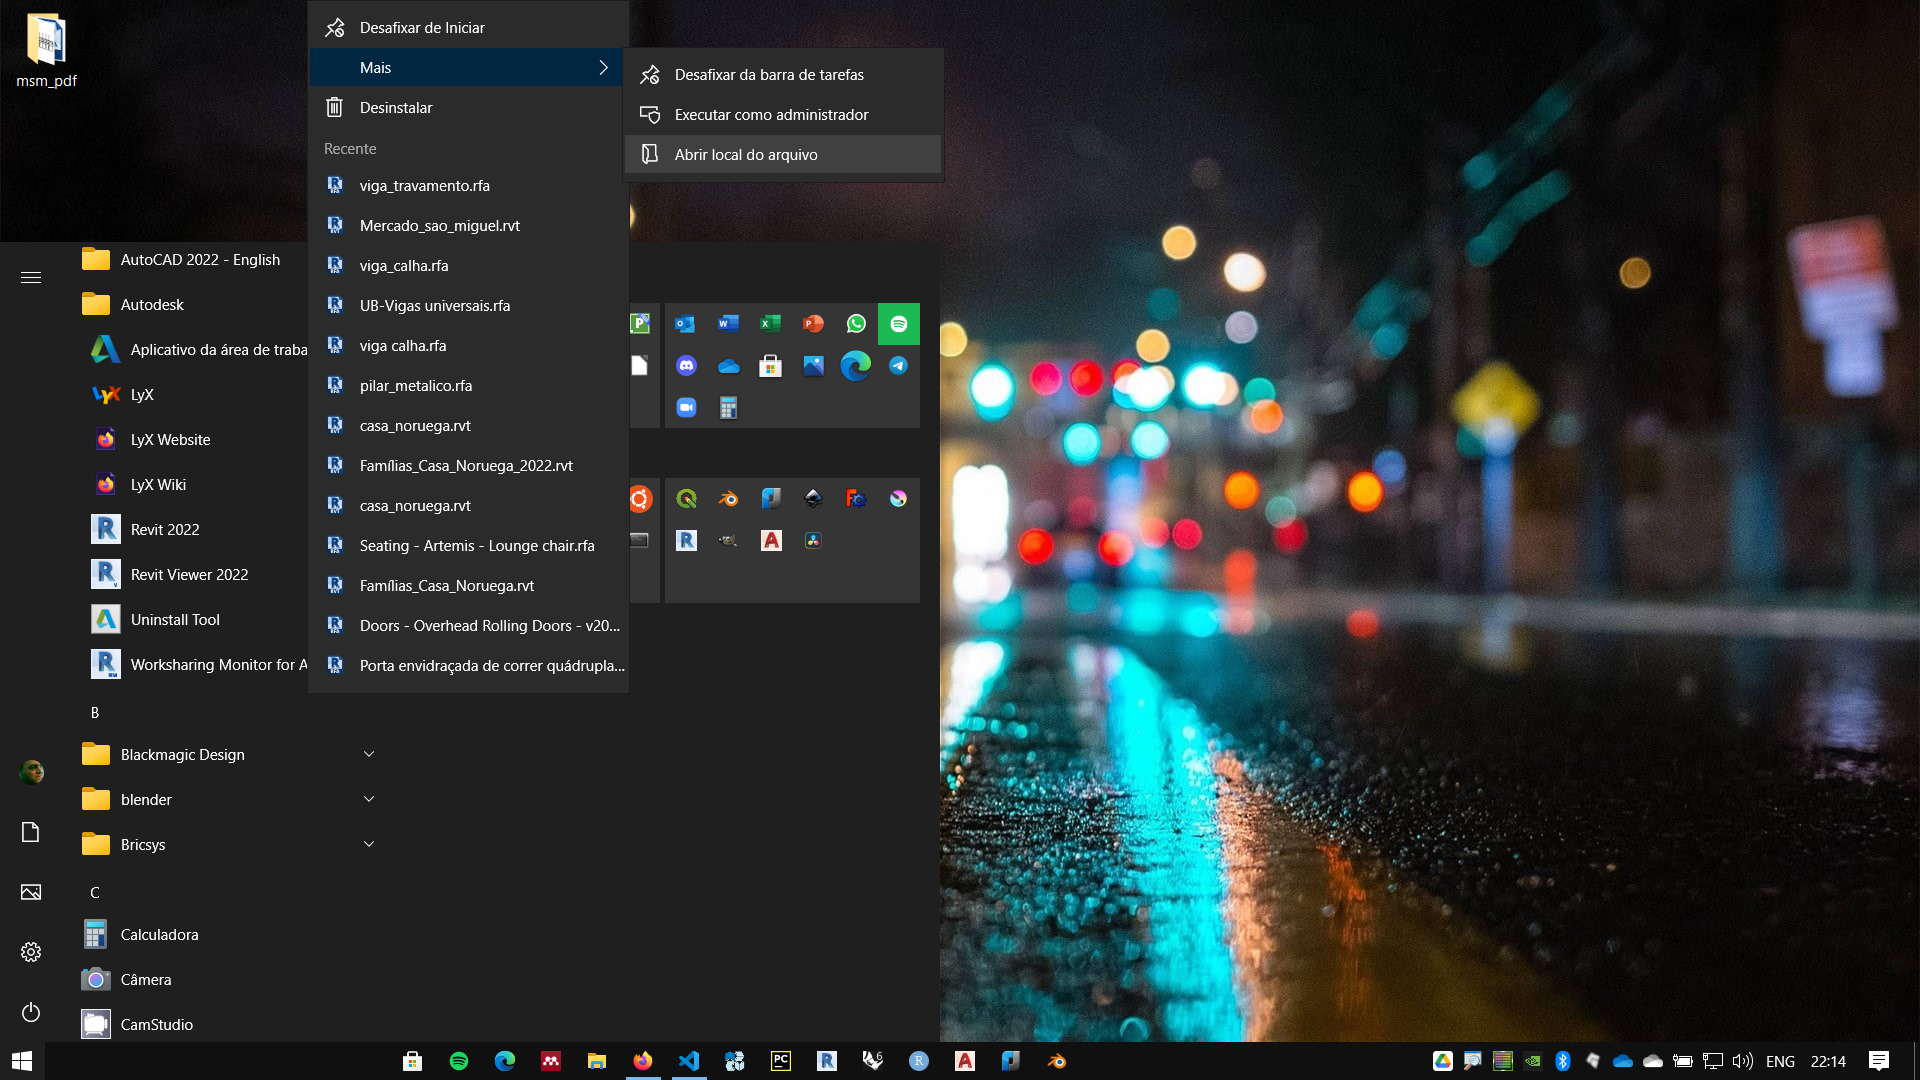 msm_pdf
Desafixar de Iniciar
Mais
Desinstalar
Recente
viga_travamento.rfa
Mercado_sao_miguel.rvt
viga_calha.rfa
UB-Vigas universais.rfa
viga calha.rfa
pilar_metalico.rfa
casa_noruega.rvt
Famílias_Casa_Noruega_2022.rvt
casa_noruega.rvt
Seating - Artemis - Lounge chair.rfa
Famílias_Casa_Noruega.rvt
Doors - Overhead Rolling Doors - v20...
Porta envidraçada de correr quádrupla...
Desafixar da barra de tarefas
Executar como administrador
Abrir local do arquivo
AutoCAD 2022 - English
Autodesk
Aplicativo da área de traba
LyX
LyX Website
LyX Wiki
Revit 2022
Revit Viewer 2022
Uninstall Tool
Worksharing Monitor for A
B
Blackmagic Design
blender
Bricsys
C
Calculadora
Câmera
CamStudio
ENG
22:14